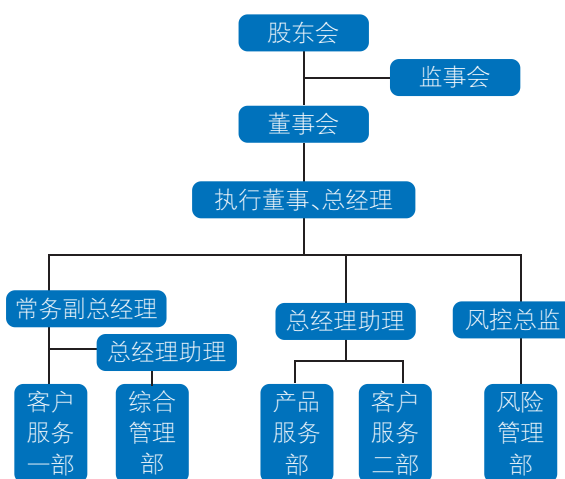 股东会
监事会
董事会
执行董事、总经理
常务副总经理
总经理助理
风控总监
总经理助理
客户
服务
一部
综合
管理
部
产品
服务
部
客户
服务
二部
风险
管理
部